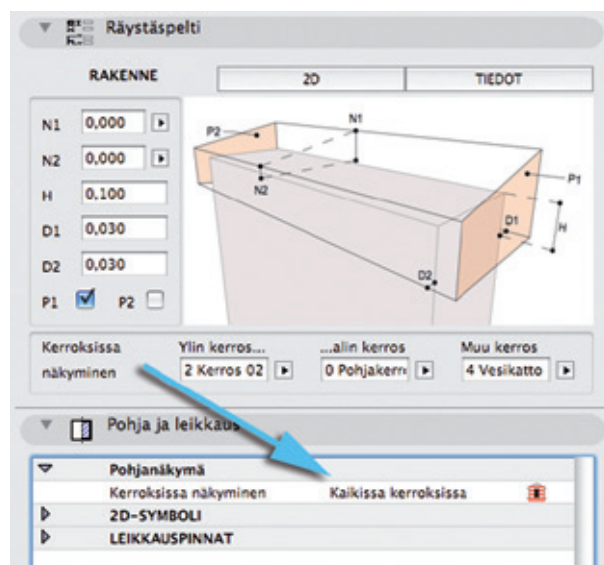 Räystäspelti
RAKENNE 2D TIEDOT
N1 0,000
N2 0,000
H 0,100
D1 0,030
D2 0,030
P1 P2
P2 N1 N2 P1 D1 H D2
Kerroksissa näkyminen
Ylin kerros... ...alin kerros Muu kerros
2 Kerros 02 0 Pohjakerr 4 Vesikatto
Pohja ja leikkaus
Pohjanäkymä
Kerroksissa näkyminen Kaikissa kerroksissa
2D-SYMBOLI
LEIKKAUSPINNAT